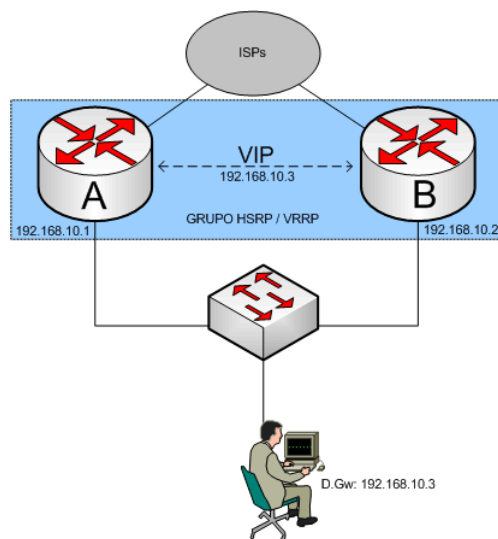 ISPs
VIP
192.168.10.3
A
B
GRUPO HSRP / VRRP
192.168.10.1
192.168.10.2
D.Gw: 192.168.10.3